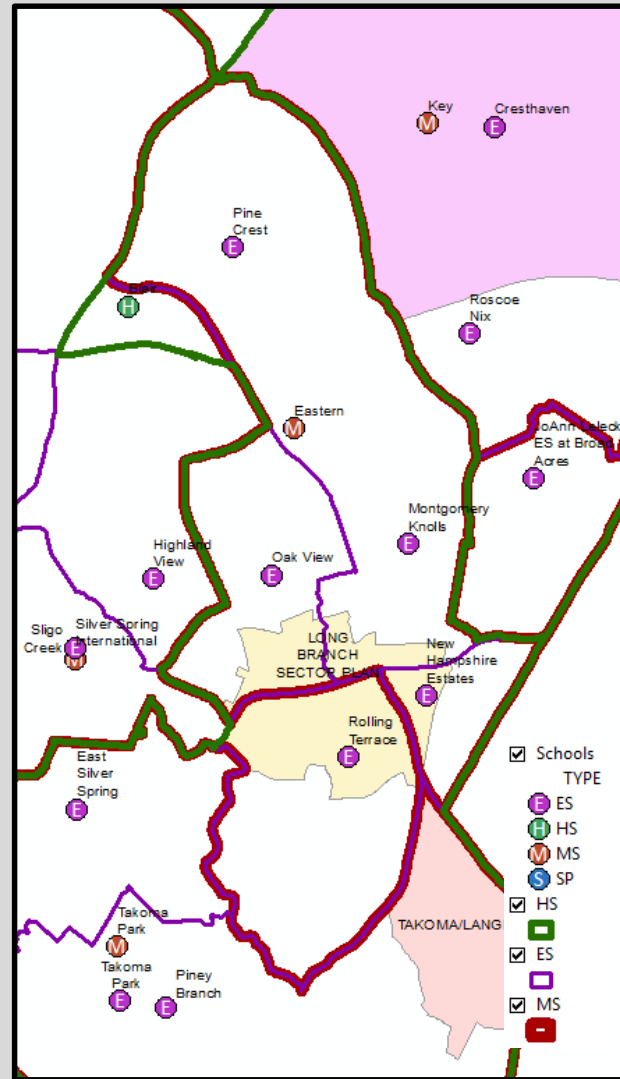 Key
Cresthaven
Pine
Crest
Blair
H
Roscoe
Nix
Eastern
JoAnn Leleck
ES at Broad
Acres
Montgomery
Knolls
Highland
View
Oak View
Sligo
Creek
Silver Spring
International
LONG
BRANCH
SECTOR PLAN
New
Hampshire
Estates
Rolling
Terrace
East
Silver
Spring
Takoma
Park
Takoma
Park
Piney
Branch
TAKOMA/LANG
Schools
TYPE
E ES
H HS
M MS
S SP
HS
ES
MS